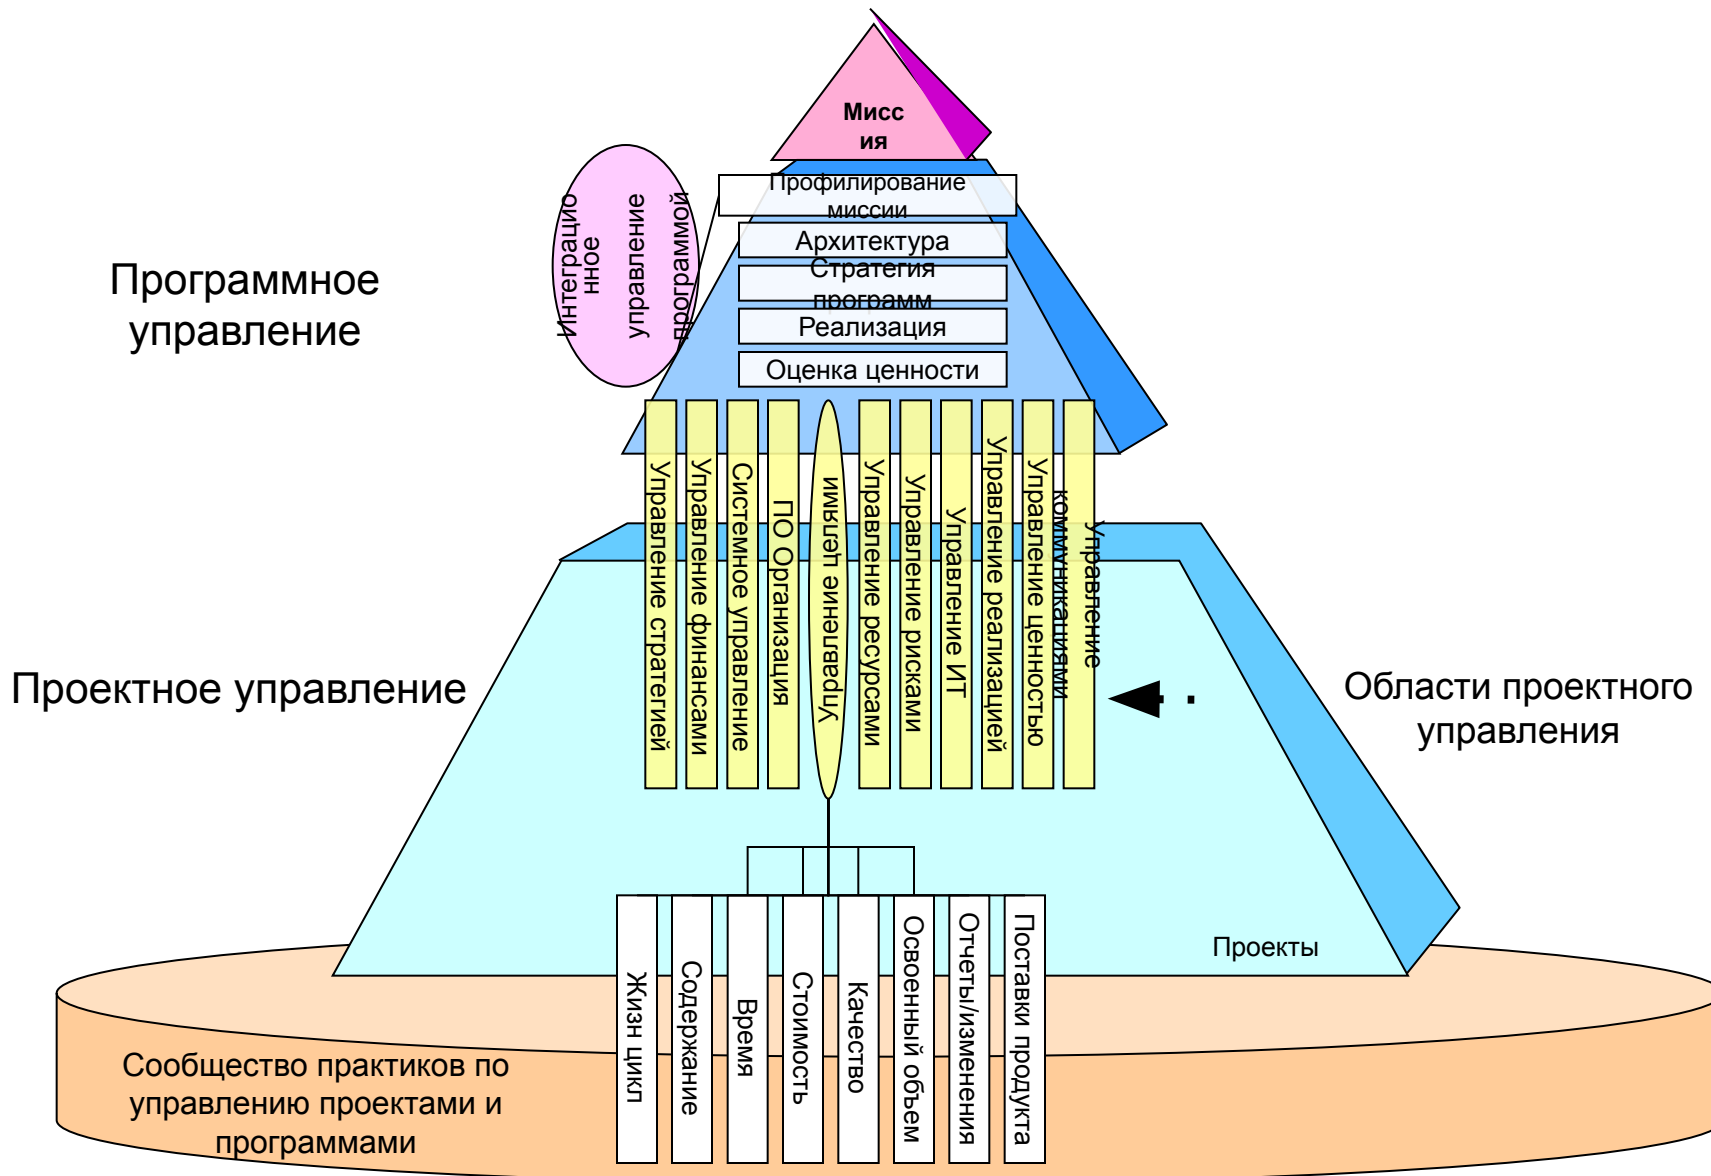 Мисс
ия
Профилирование
миссии
Архитектура
Стратегия
программ
Реализация
Оценка ценности
Интеграцио
нное
управление
программой
Программное
управление
Управление стратегией
Управление финансами
Системное управление
ПО Организация
Управление целями
Управление ресурсами
Управление рисками
Управление ИТ
Управление реализацией
Управление ценностью
Управление
коммуникациями
Проектное управление
Области проектного
управления
Проекты
Жизн цикл
Содержание
Время
Стоимость
Качество
Освоенный объем
Отчеты/изменения
Поставки продукта
Сообщество практиков по
управлению проектами и
программами